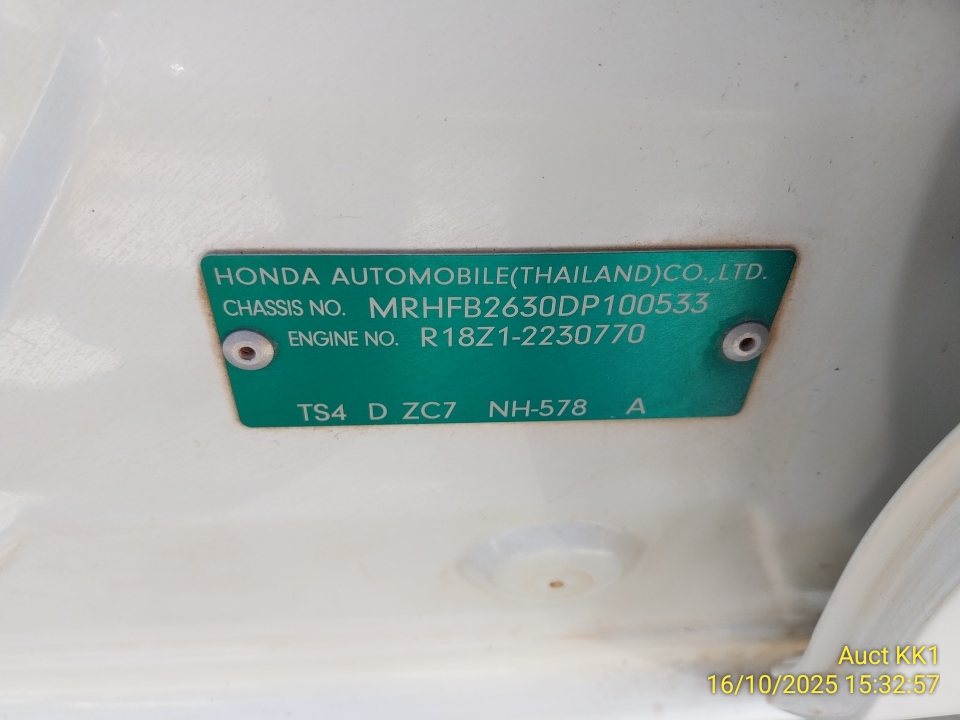 HONDA AUTOMOBILE(THAILAND)CO.,LTD.
CHASSIS NO. MRHFB2630DP100533
ENGINE NO. R18Z1-2230770
TS4 D ZC7 NH-578 A
Auct KK1
16/10/2025 15:32:57